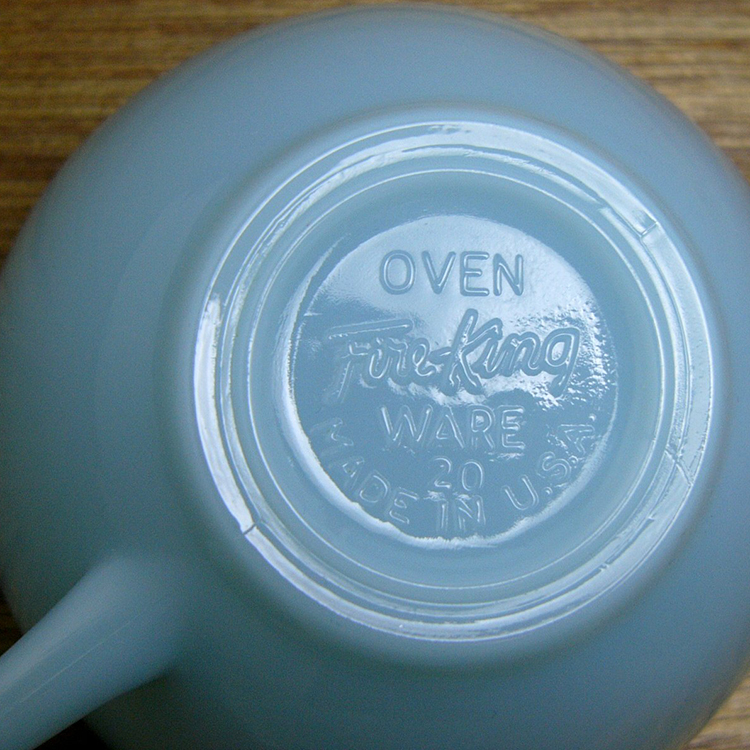 OVEN
Fire-King
WARE
20
MADE IN U.S.A.